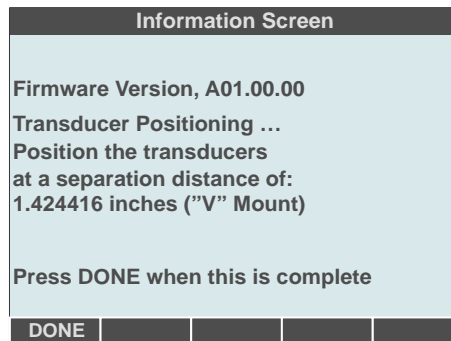 Information Screen
Firmware Version, A01.00.00
Transducer Positioning ...
Position the transducers
at a separation distance of:
1.424416 inches ("V" Mount)
Press DONE when this is complete
DONE